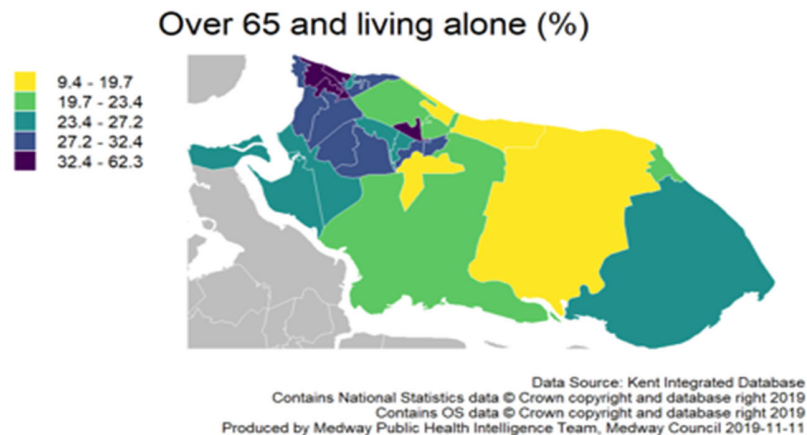 Over 65 and living alone (%)
9.4 - 19.7
19.7 - 23.4
23.4 - 27.2
27.2 - 32.4
32.4 - 62.3
Data Source: Kent Integrated Database
Contains National Statistics data © Crown copyright and database right 2019
Contains OS data © Crown copyright and database right 2019
Produced by Medway Public Health Intelligence Team, Medway Council 2019-11-11